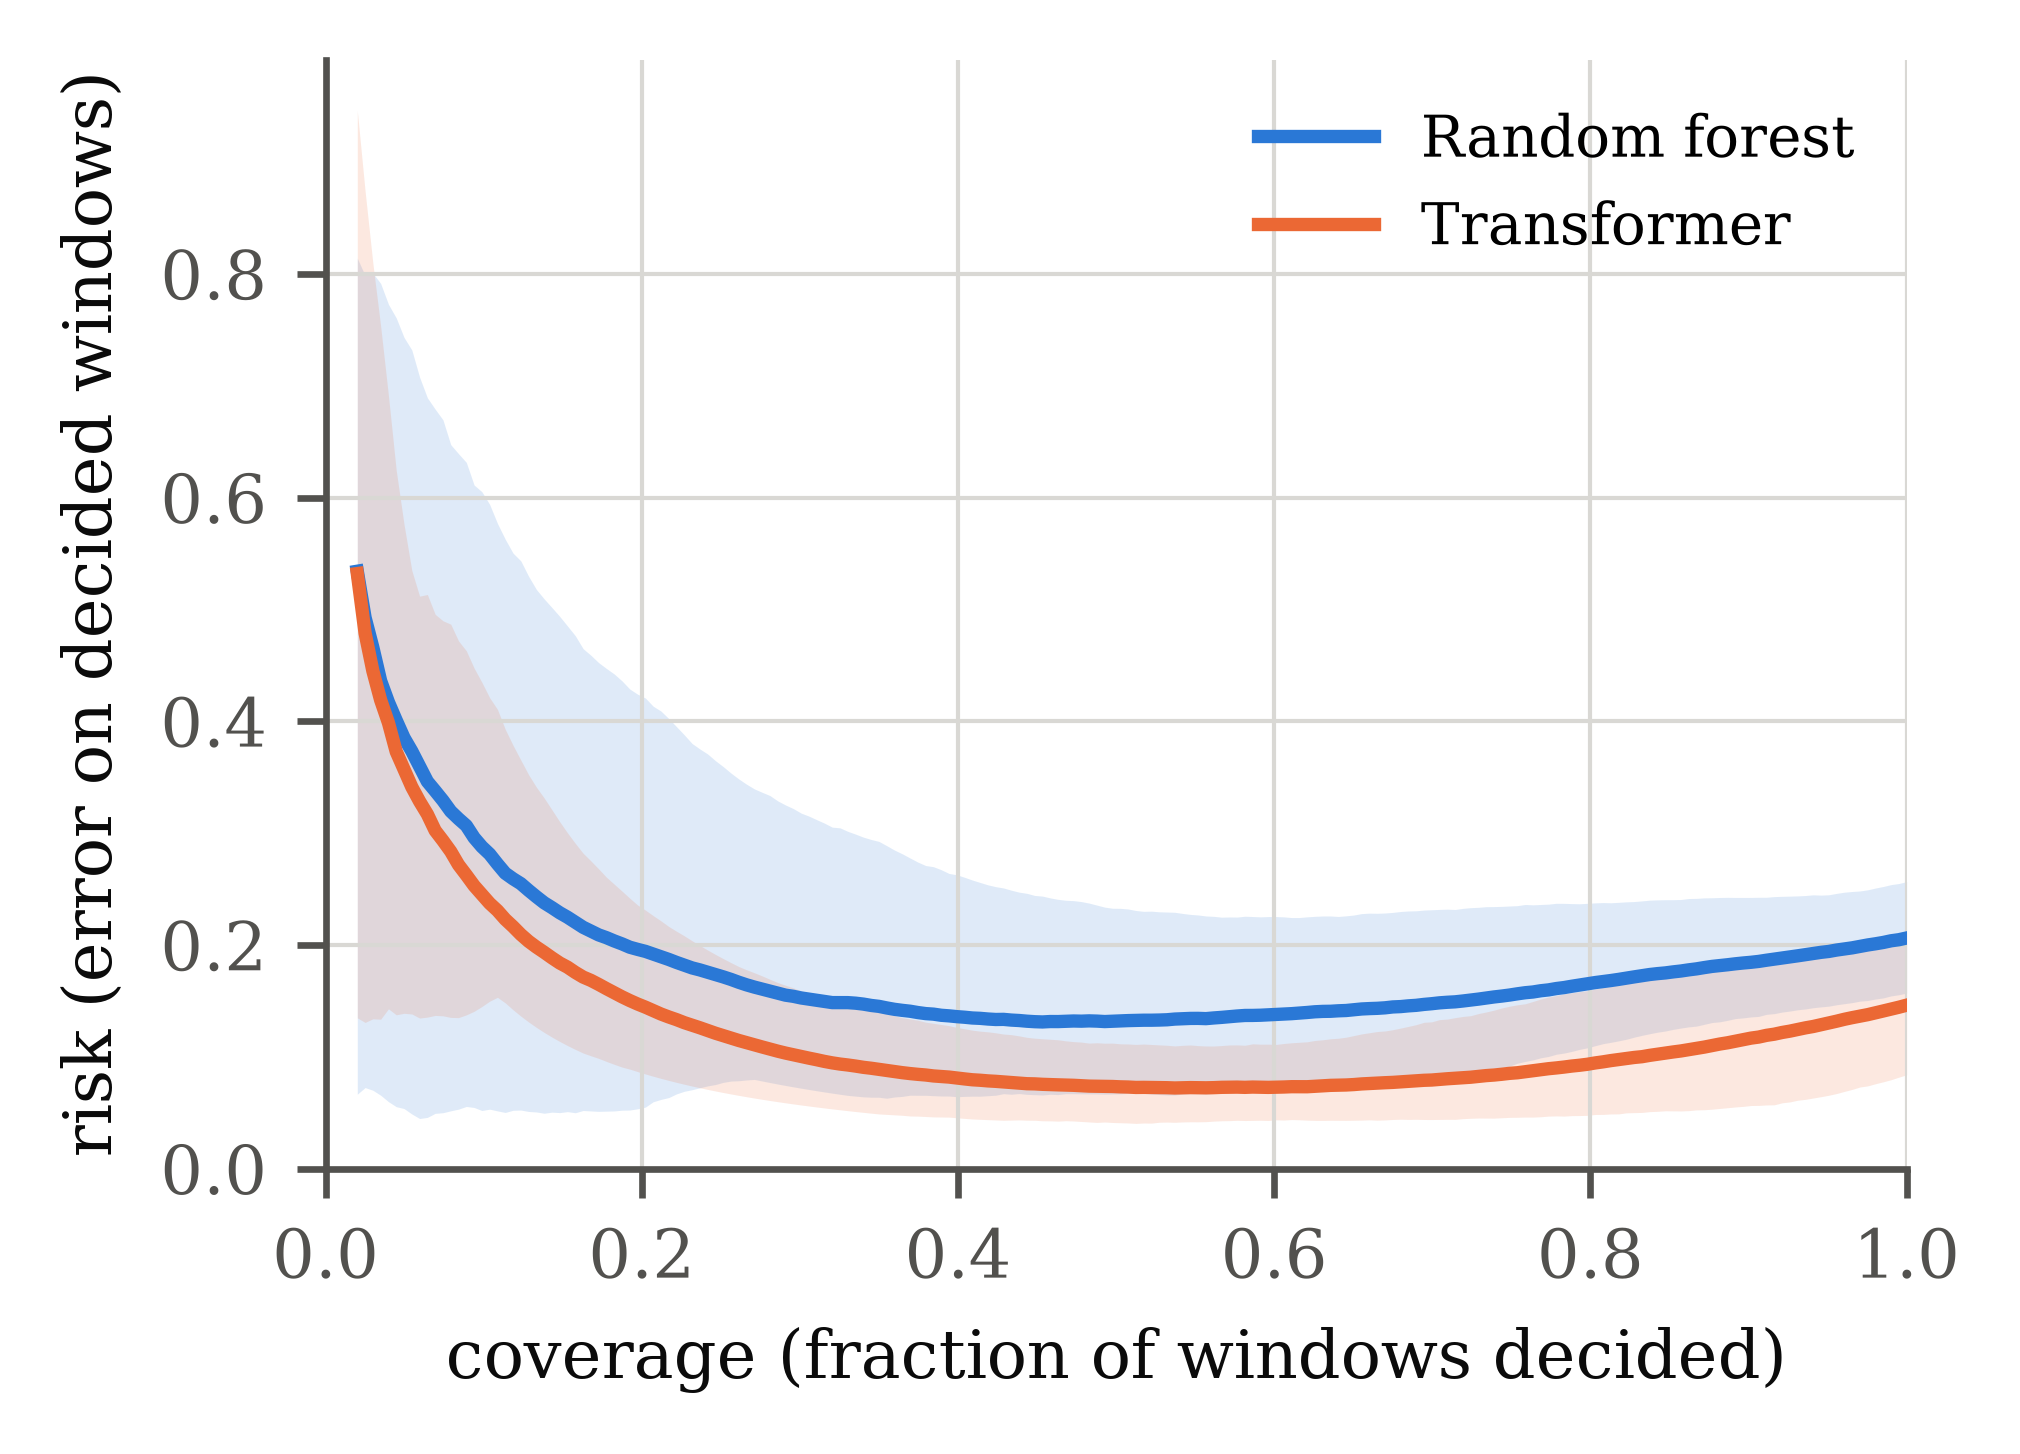 risk (error on decided windows)
Random forest
Transformer
0.8
0.6
0.4
0.2
0.0
0.0 0.2 0.4 0.6 0.8 1.0
coverage (fraction of windows decided)